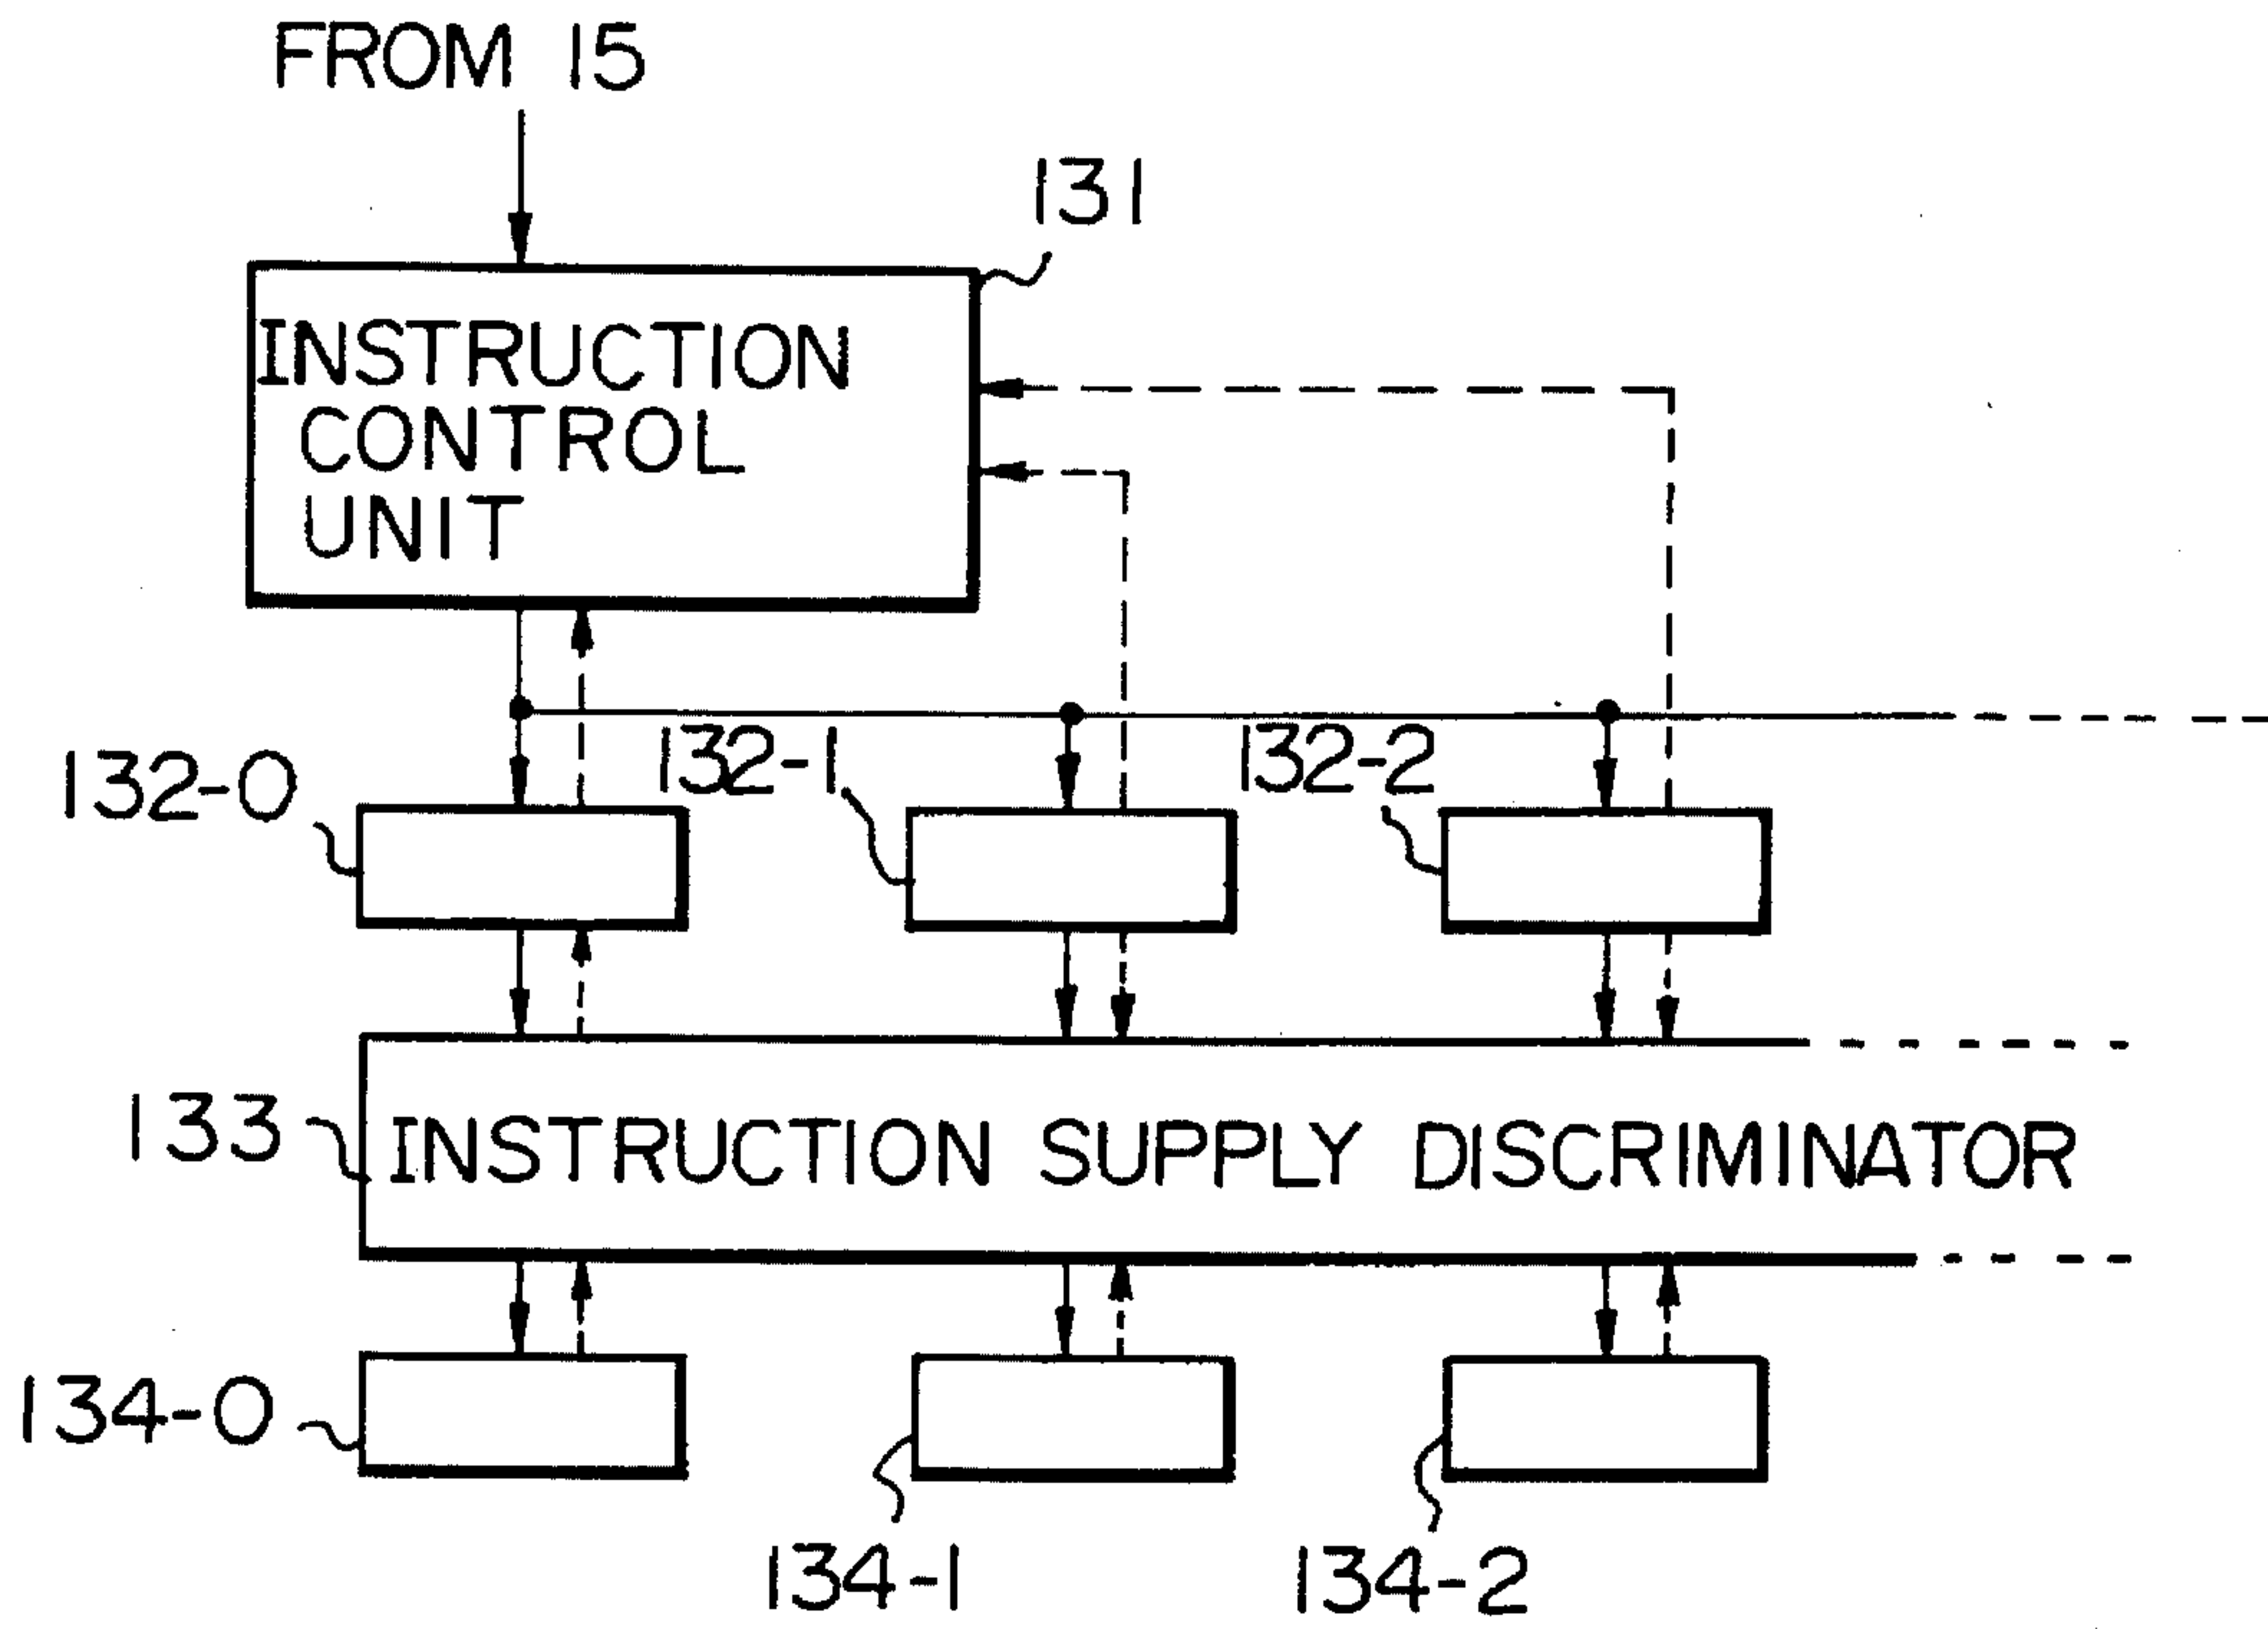 FROM 15
131
INSTRUCTION
CONTROL
UNIT
132-0
132-1
132-2
133
INSTRUCTION SUPPLY DISCRIMINATOR
134-0
134-1
134-2